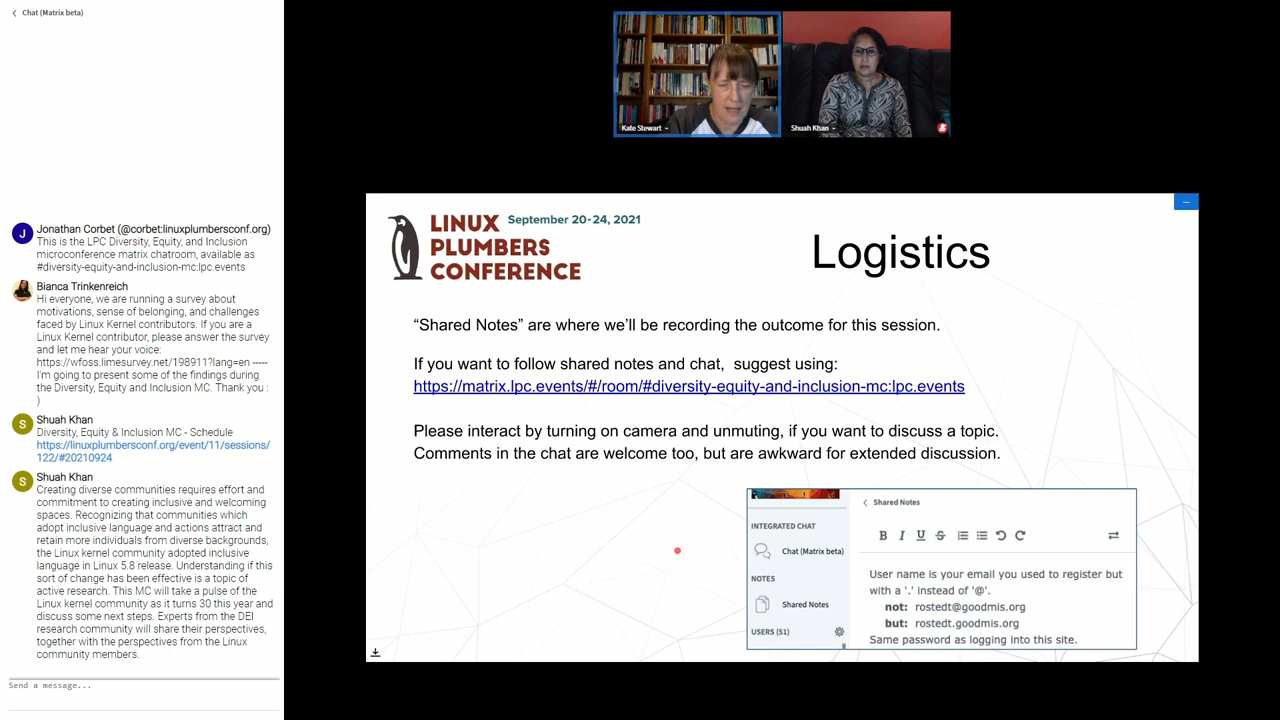 Chat (Matrix beta)
Jonathan Corbet (@corbet:linuxplumbersconf.org)
This is the LPC Diversity, Equity, and Inclusion
microconference matrix chatroom, available as
#diversity-equity-and-inclusion-mc:lpc.events
Bianca Trinkenreich
Hi everyone, we are running a survey about
motivations, sense of belonging, and challenges
faced by Linux Kernel contributors. If you are a
Linux Kernel contributor, please answer the survey
and let me hear your voice:
https://wfoss.limesurvey.net/198911?lang=en -----
I'm going to present some of the findings during
the Diversity, Equity and Inclusion MC. Thank you :
)
Shuah Khan
Diversity, Equity & Inclusion MC - Schedule
https://linuxplumbersconf.org/event/11/sessions/
122/#20210924
Shuah Khan
Creating diverse communities requires effort and
commitment to creating inclusive and welcoming
spaces. Recognizing that communities which
adopt inclusive language and actions attract and
retain more individuals from diverse backgrounds,
the Linux kernel community adopted inclusive
language in Linux 5.8 release. Understanding if this
sort of change has been effective is a topic of
active research. This MC will take a pulse of the
Linux kernel community as it turns 30 this year and
discuss some next steps. Experts from the DEI
research community will share their perspectives,
together with the perspectives from the Linux
community members.
Send a message...
J
S
S
Kate Stewart
Shuah Khan
LINUX
PLUMBERS
CONFERENCE
September 20-24, 2021
Logistics
“Shared Notes” are where we’ll be recording the outcome for this session.
If you want to follow shared notes and chat, suggest using:
https://matrix.lpc.events/#/room/#diversity-equity-and-inclusion-mc:lpc.events
Please interact by turning on camera and unmuting, if you want to discuss a topic.
Comments in the chat are welcome too, but are awkward for extended discussion.
INTEGRATED CHAT
Chat (Matrix beta)
NOTES
Shared Notes
USERS (51)
Shared Notes
B I U S
User name is your email you used to register but
with a '.' instead of '@'.
not: rostedt@goodmis.org
but: rostedt.goodmis.org
Same password as logging into this site.